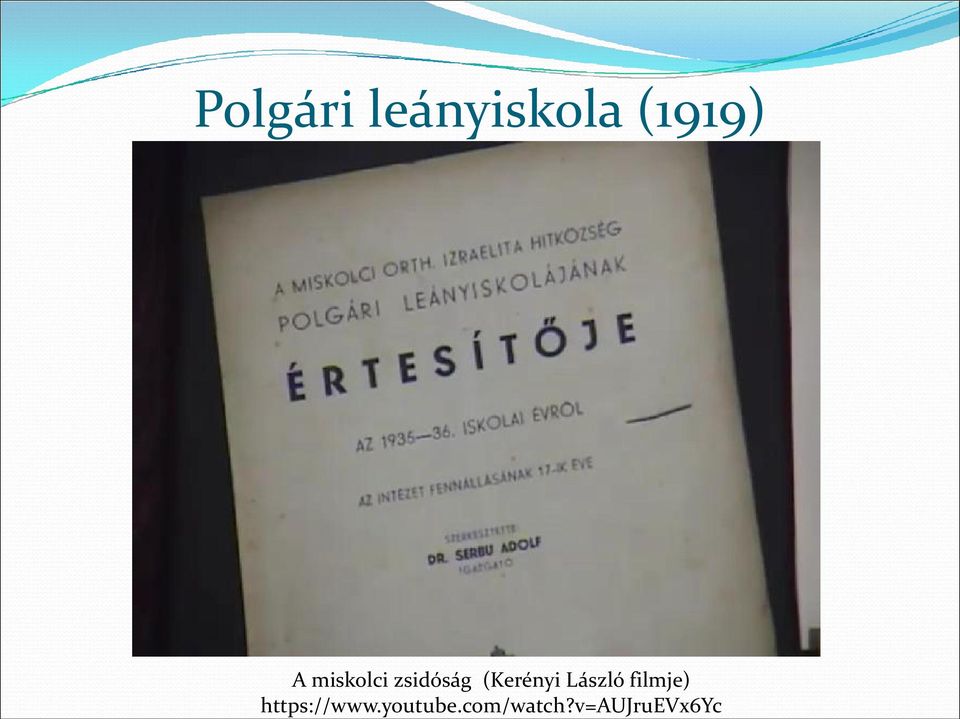 Polgári leányiskola (1919)
A MISKOLCI ORTH. IZRAELITA HITKÖZSÉG
POLGÁRI LEÁNYISKOLÁJÁNAK
ÉRTESÍTŐJE
AZ 1935—36. ISKOLAI ÉVRŐL
AZ INTÉZET FENNÁLLÁSÁNAK 17-IK ÉVE
SZERKESZTETTE:
DR. SERBU ADOLF
IGAZGATÓ
A miskolci zsidóság (Kerényi László filmje)
https://www.youtube.com/watch?v=AUJruEVx6Yc